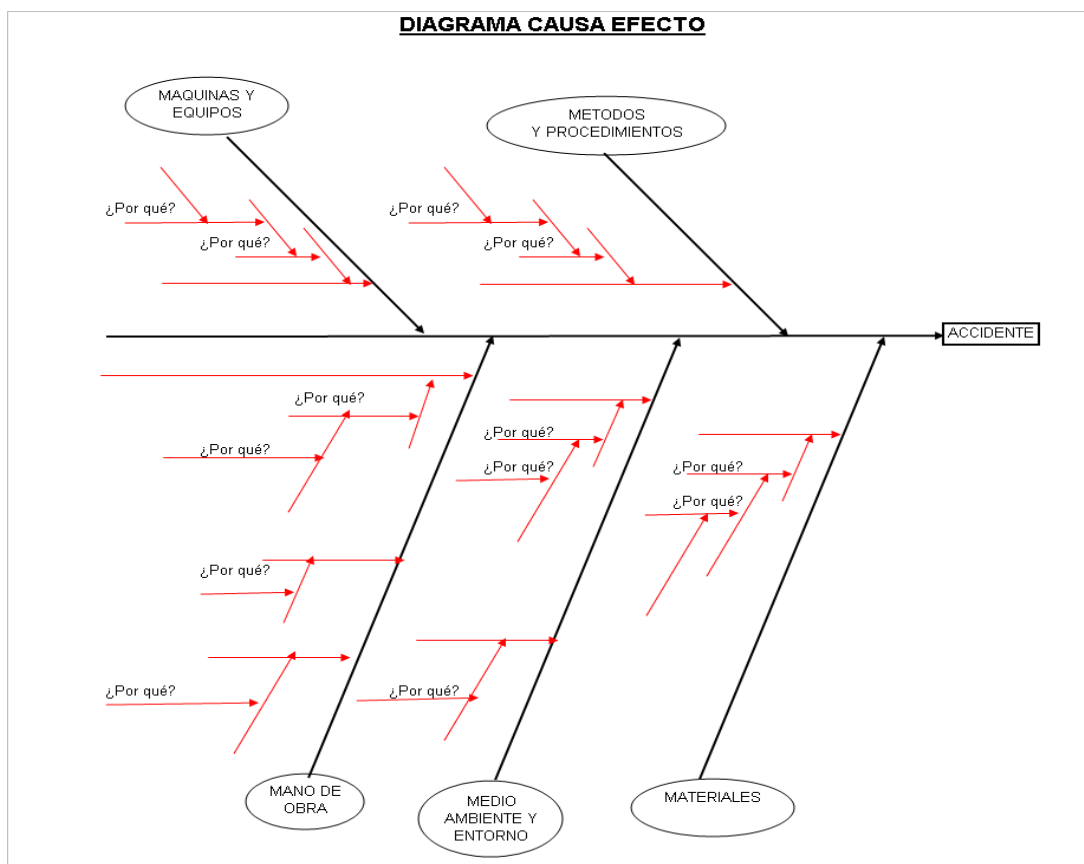 DIAGRAMA CAUSA EFECTO
MAQUINAS Y
EQUIPOS
METODOS
Y PROCEDIMIENTOS
¿Por qué?
¿Por qué?
¿Por qué?
¿Por qué?
ACCIDENTE
¿Por qué?
¿Por qué?
¿Por qué?
¿Por qué?
¿Por qué?
¿Por qué?
¿Por qué?
¿Por qué?
¿Por qué?
MANO DE
OBRA
MEDIO
AMBIENTE Y
ENTORNO
MATERIALES